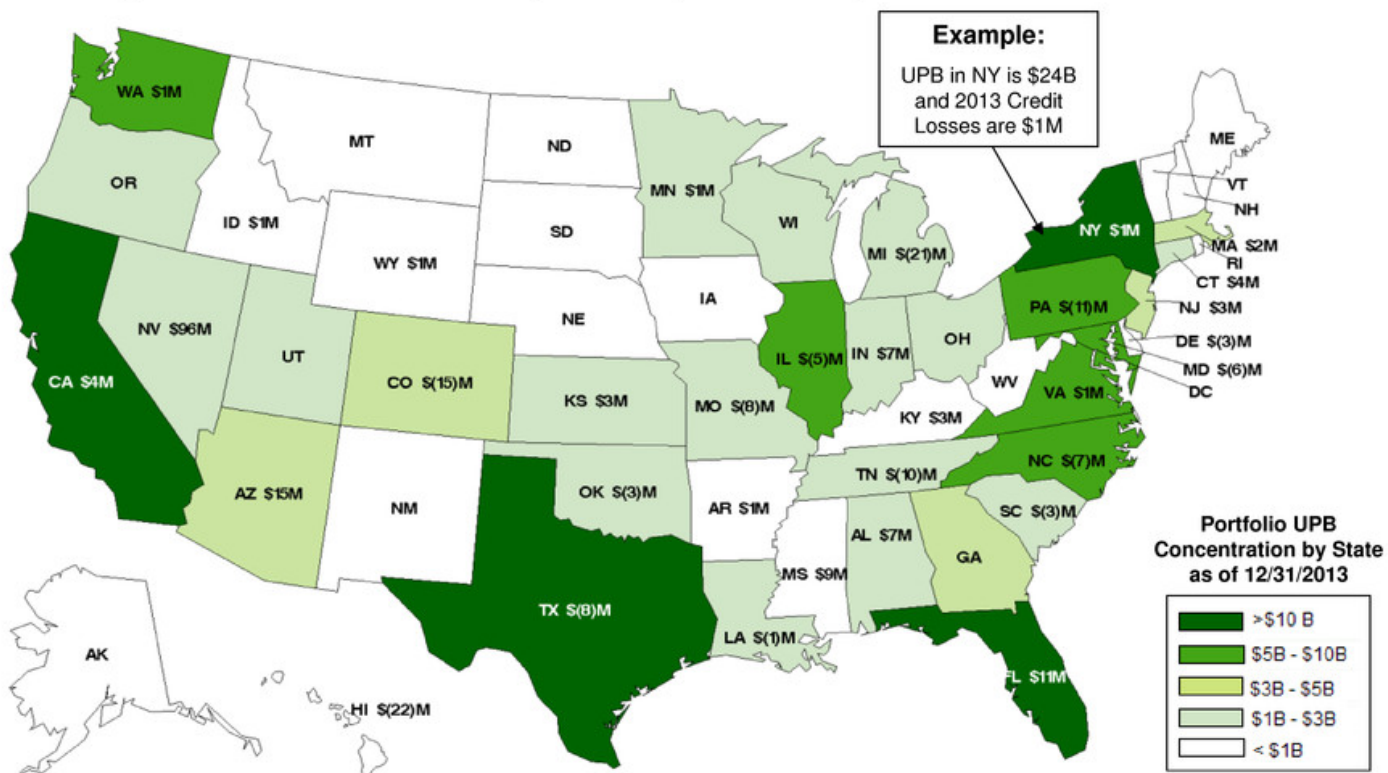 Example:
UPB in NY is $24B
and 2013 Credit
Losses are $1M
WA $1M
MT
ND
ME
OR
MN $1M
VT
ID $1M
SD
WI
NH
NY $1M
WY $1M
MI $(21)M
MA $2M
RI
CT $4M
IA
PA $(11)M
NJ $3M
NV $96M
NE
DE $(3)M
UT
IL $(5)M
IN $7M
OH
MD $(6)M
CA $4M
CO $(15)M
WV
DC
KS $3M
MO $(8)M
VA $1M
KY $3M
NC $(7)M
AZ $15M
OK $(3)M
TN $(10)M
NM
AR $1M
SC $(3)M
AL $7M
GA
MS $9M
TX $(8)M
LA $(1)M
AK
FL $11M
HI $(22)M
Portfolio UPB
Concentration by State
as of 12/31/2013
>$10 B
$5B - $10B
$3B - $5B
$1B - $3B
< $1B